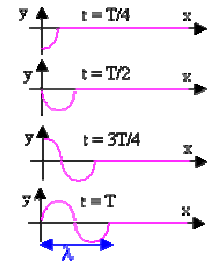 y t = T/4 x
y t = T/2 x
y t = 3T/4 x
y t = T x
λ